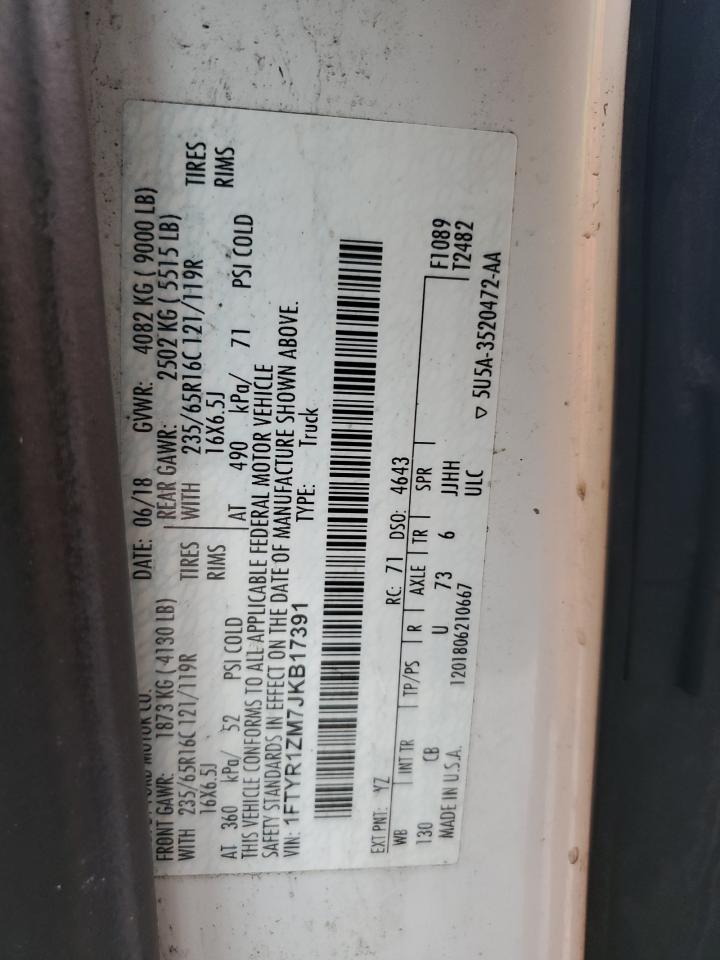 FORD MOTOR CO.
DATE: 06/18 GVWR: 4082 KG ( 9000 LB)
FRONT GAWR: 1873 KG ( 4130 LB) REAR GAWR: 2502 KG ( 5515 LB)
WITH 235/65R16C 121/119R TIRES WITH 235/65R16C 121/119R TIRES
16X6.5J RIMS 16X6.5J RIMS
AT 360 kPa/ 52 PSI COLD AT 490 kPa/ 71 PSI COLD
THIS VEHICLE CONFORMS TO ALL APPLICABLE FEDERAL MOTOR VEHICLE
SAFETY STANDARDS IN EFFECT ON THE DATE OF MANUFACTURE SHOWN ABOVE.
VIN: 1FTYR1ZM7JKB17391 TYPE: Truck
EXT PNT: YZ RC: 71 DSO: 4643
WB INT TR TP/PS R AXLE TR SPR F1089
130 CB U 73 6 JJHH T2482
ULC
MADE IN U.S.A. 1201806210667 ▽ 5U5A-3520472-AA